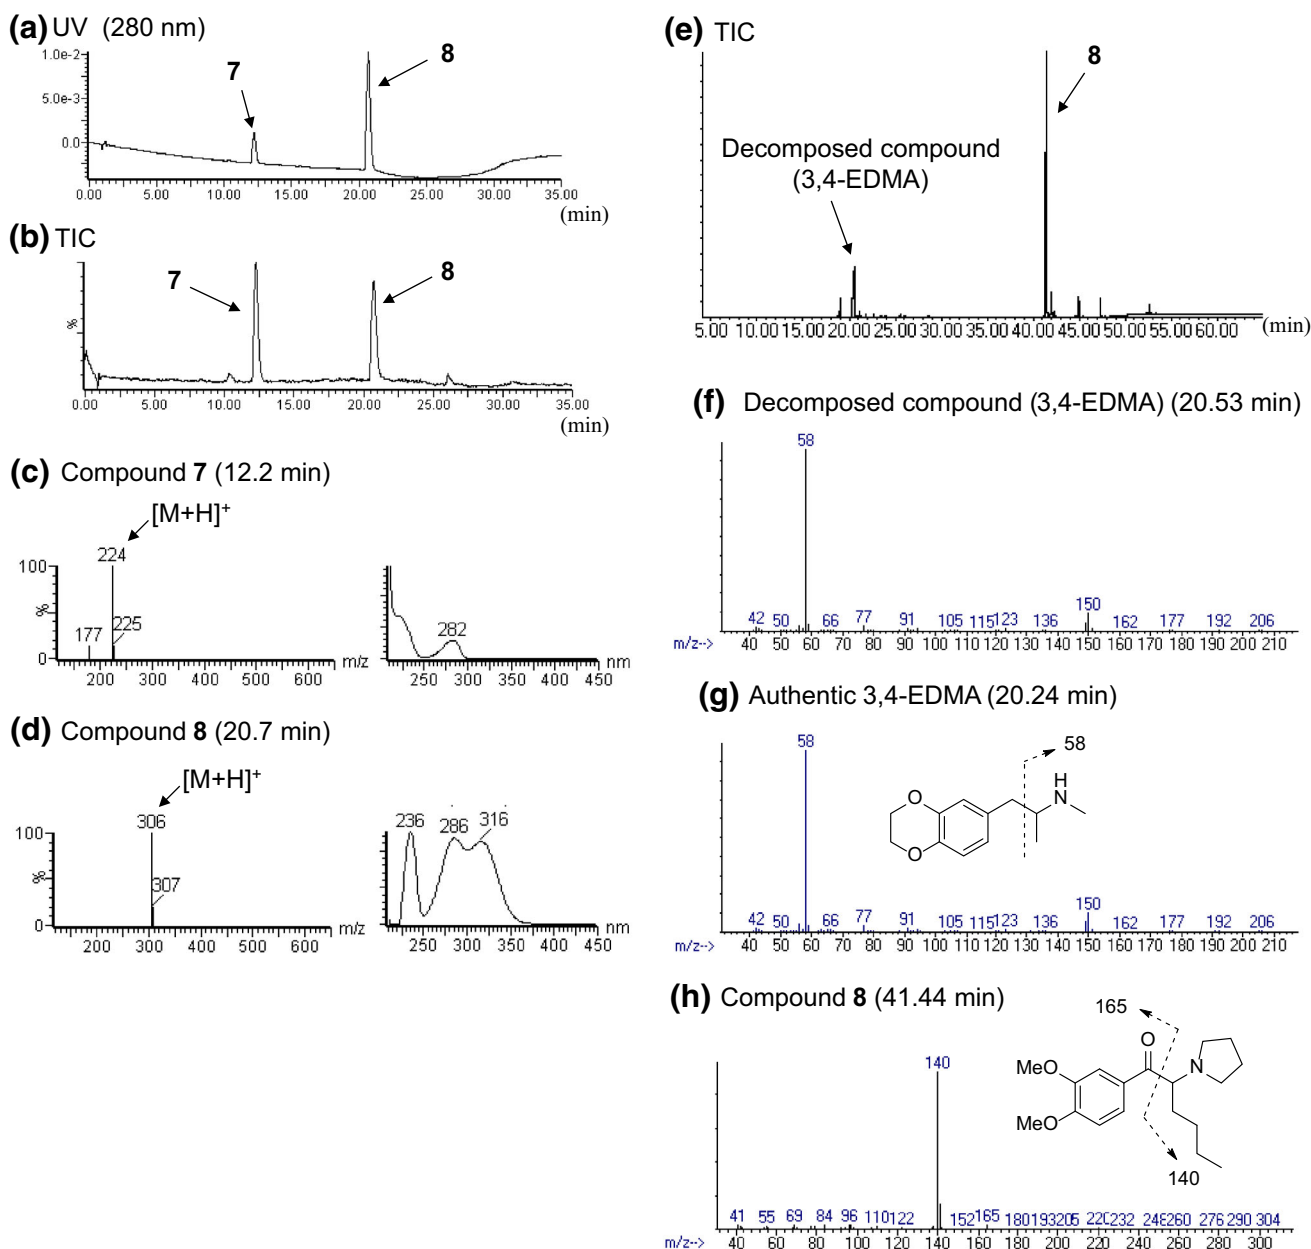 (a) UV (280 nm)
1.0e-2
5.0e-3
0.0
7
8
0.00 5.00 10.00 15.00 20.00 25.00 30.00 35.00
(min)
(b) TIC
%
7
8
0.00 5.00 10.00 15.00 20.00 25.00 30.00 35.00
(min)
(c) Compound 7 (12.2 min)
[M+H]+
100
%
0
224
225
177
200 300 400 500 600 m/z
282
250 300 350 400 450 nm
(d) Compound 8 (20.7 min)
[M+H]+
100
%
0
306
307
200 300 400 500 600 m/z
236 286 316
250 300 350 400 450 nm
(e) TIC
8
Decomposed compound
(3,4-EDMA)
5.00 10.00 15.00 20.00 25.00 30.00 35.00 40.00 45.00 50.00 55.00 60.00 (min)
(f) Decomposed compound (3,4-EDMA) (20.53 min)
58
42 50 66 77 91 105 115 123 136 150 162 177 192 206
m/z--> 40 50 60 70 80 90 100 110 120 130 140 150 160 170 180 190 200 210
(g) Authentic 3,4-EDMA (20.24 min)
58
58
H
N
O
O
42 50 66 77 91 105 115 123 136 150 162 177 192 206
m/z--> 40 50 60 70 80 90 100 110 120 130 140 150 160 170 180 190 200 210
(h) Compound 8 (41.44 min)
165
O
N
MeO
MeO
140
140
41 55 69 84 96 110 122 152 165 180 193 205 220 232 248 260 276 290 304
m/z--> 40 60 80 100 120 140 160 180 200 220 240 260 280 300